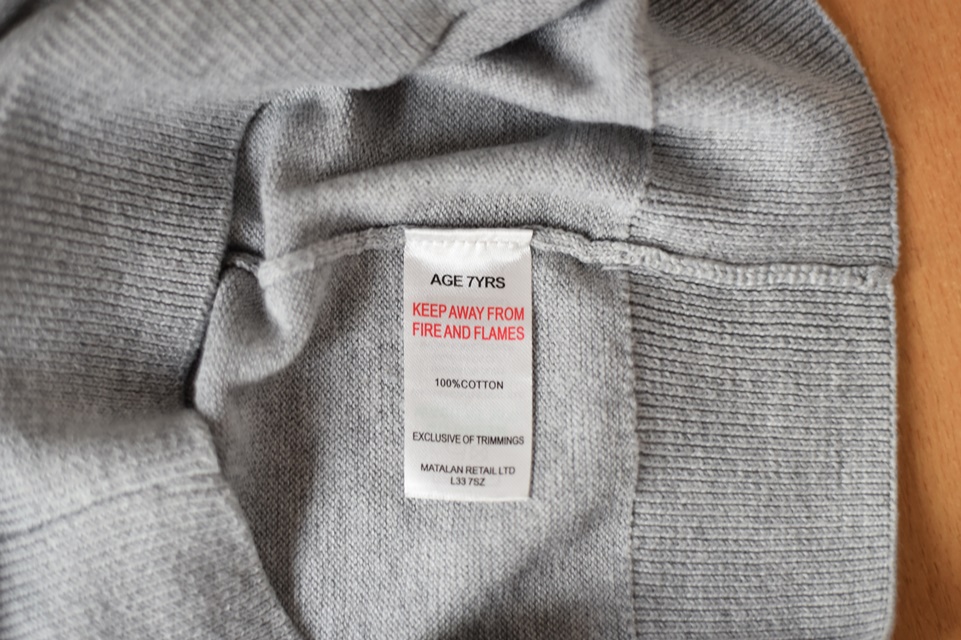 AGE 7YRS
KEEP AWAY FROM
FIRE AND FLAMES
100%COTTON
EXCLUSIVE OF TRIMMINGS
MATALAN RETAIL LTD
L33 7SZ